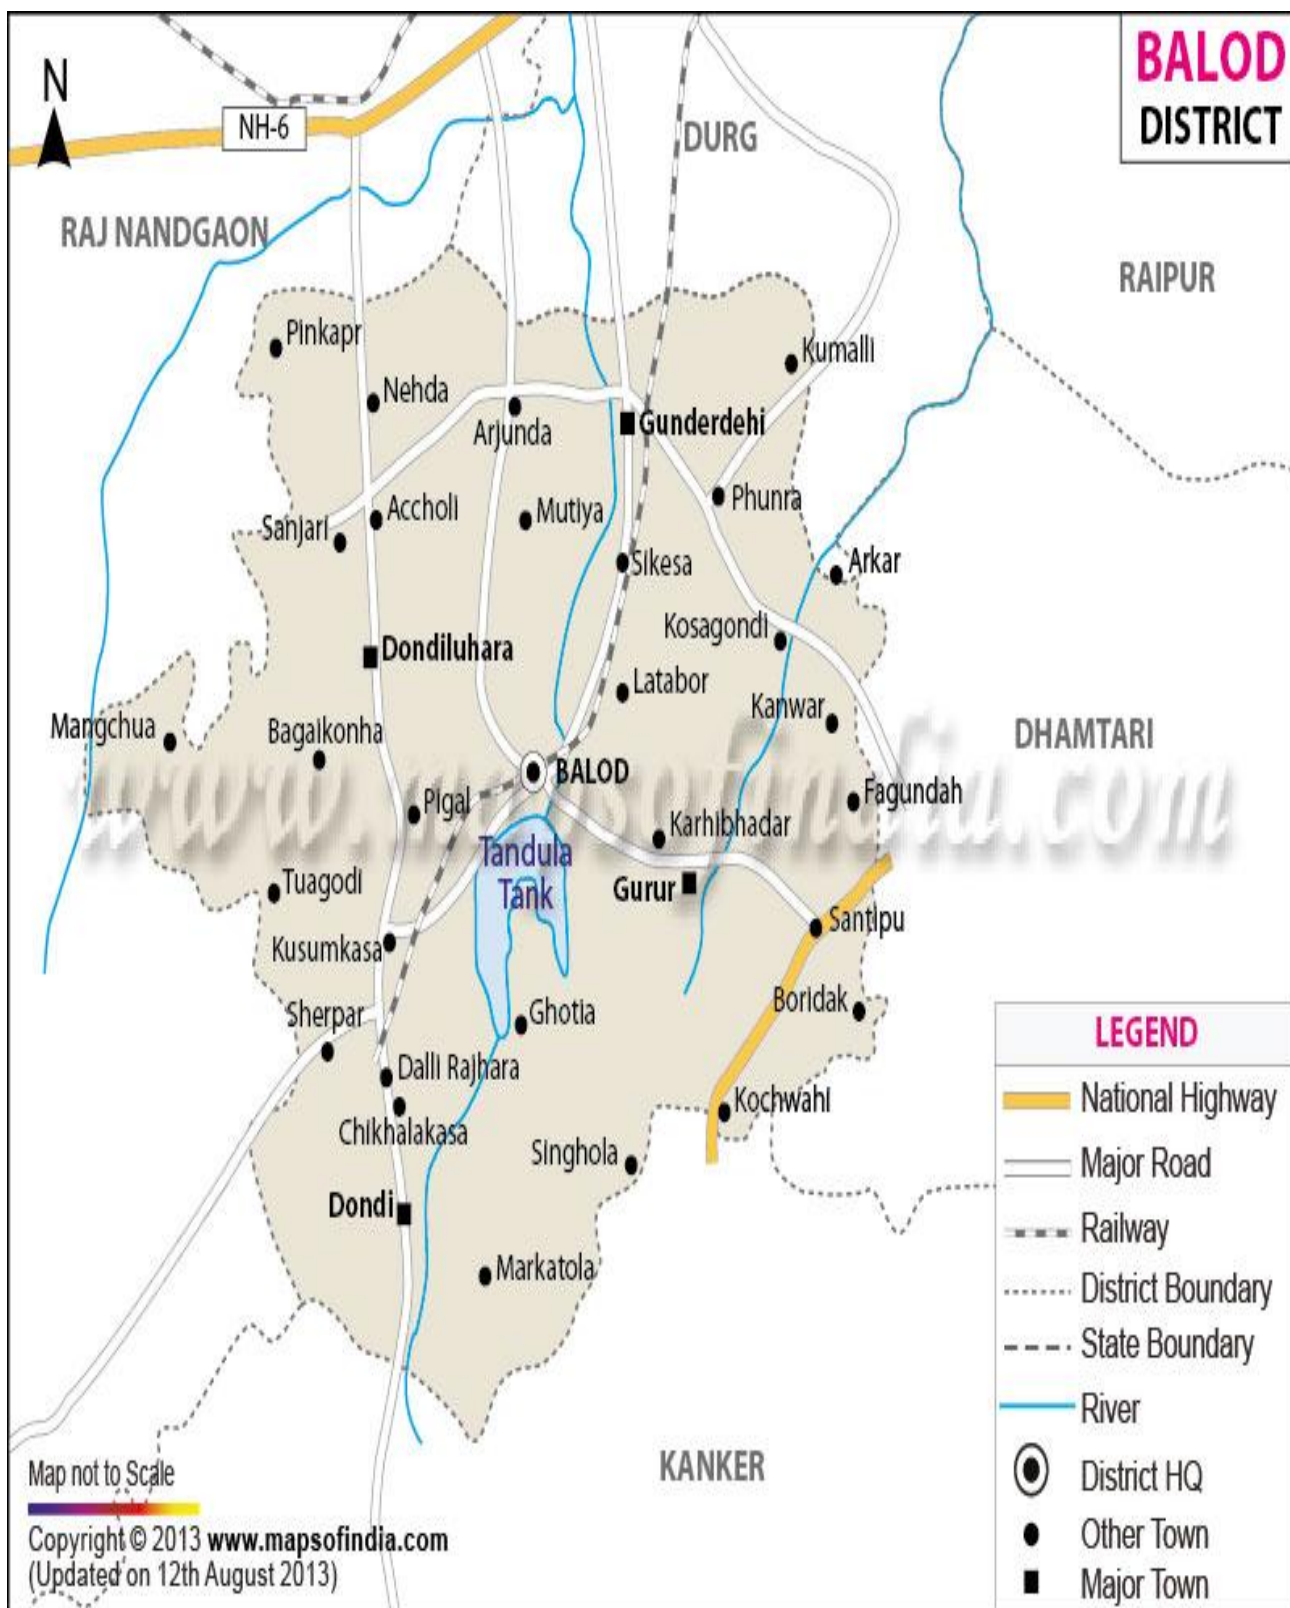 BALOD
DISTRICT
N
NH-6
DURG
RAJ NANDGAON
RAIPUR
Pinkapr
Kumalli
Nehda
Gunderdehi
Arjunda
Phunra
Accholi
Mutiya
Sanjari
Sikesa
Arkar
Kosagondi
Dondiluhara
Latabor
Kanwar
Mangchua
Bagaikonha
DHAMTARI
BALOD
www.mapsofindia.com
Pigal
Fagundah
Karhibhadar
Tandula
Tank
Tuagodi
Gurur
Santipu
Kusumkasa
Boridak
Sherpar
Ghotia
Dalli Rajhara
Kochwahi
Chikhalakasa
Singhola
Dondi
Markatola
KANKER
LEGEND
National Highway
Major Road
Railway
District Boundary
State Boundary
River
District HQ
Other Town
Major Town
Map not to Scale
Copyright © 2013 www.mapsofindia.com
(Updated on 12th August 2013)